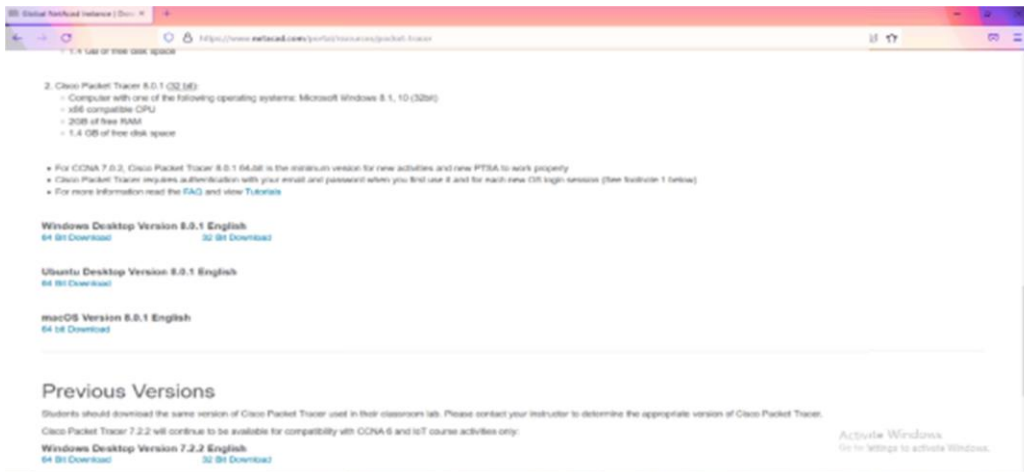 Global NetAcad Instance | Dow
https://www.netacad.com/portal/resources/packet-tracer
1.4 GB of free disk space
2. Cisco Packet Tracer 8.0.1 (32 bit):
Computer with one of the following operating systems: Microsoft Windows 8.1, 10 (32bit)
x86 compatible CPU
2GB of free RAM
1.4 GB of free disk space
For CCNA 7.0.2, Cisco Packet Tracer 8.0.1 64-bit is the minimum version for new activities and new PTSA to work properly
Cisco Packet Tracer requires authentication with your email and password when you first use it and for each new OS login session (See footnote 1 below)
For more information read the FAQ and view Tutorials
Windows Desktop Version 8.0.1 English
64 Bit Download 32 Bit Download
Ubuntu Desktop Version 8.0.1 English
64 Bit Download
macOS Version 8.0.1 English
64 bit Download
Previous Versions
Students should download the same version of Cisco Packet Tracer used in their classroom lab. Please contact your instructor to determine the appropriate version of Cisco Packet Tracer.
Cisco Packet Tracer 7.2.2 will continue to be available for compatibility with CCNA 6 and IoT course activities only:
Windows Desktop Version 7.2.2 English
64 Bit Download 32 Bit Download
Activate Windows
Go to Settings to activate Windows.